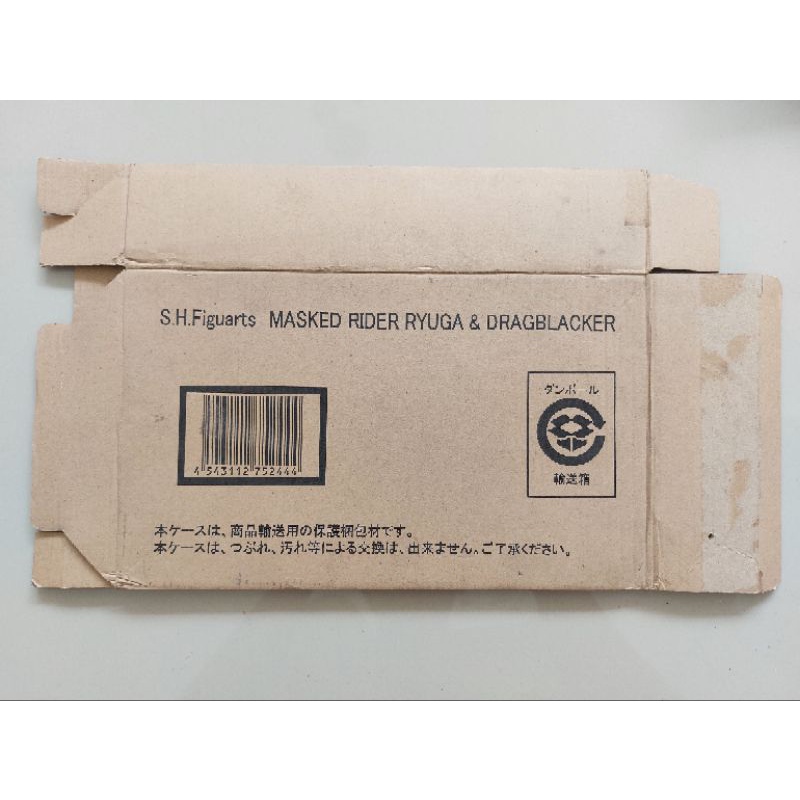 S.H.Figuarts MASKED RIDER RYUGA & DRAGBLACKER
4 543112 752444
ダンボール
輸送箱
本ケースは、商品輸送用の保護梱包材です。
本ケースは、つぶれ、汚れ等による交換は、出来ません。ご了承ください。